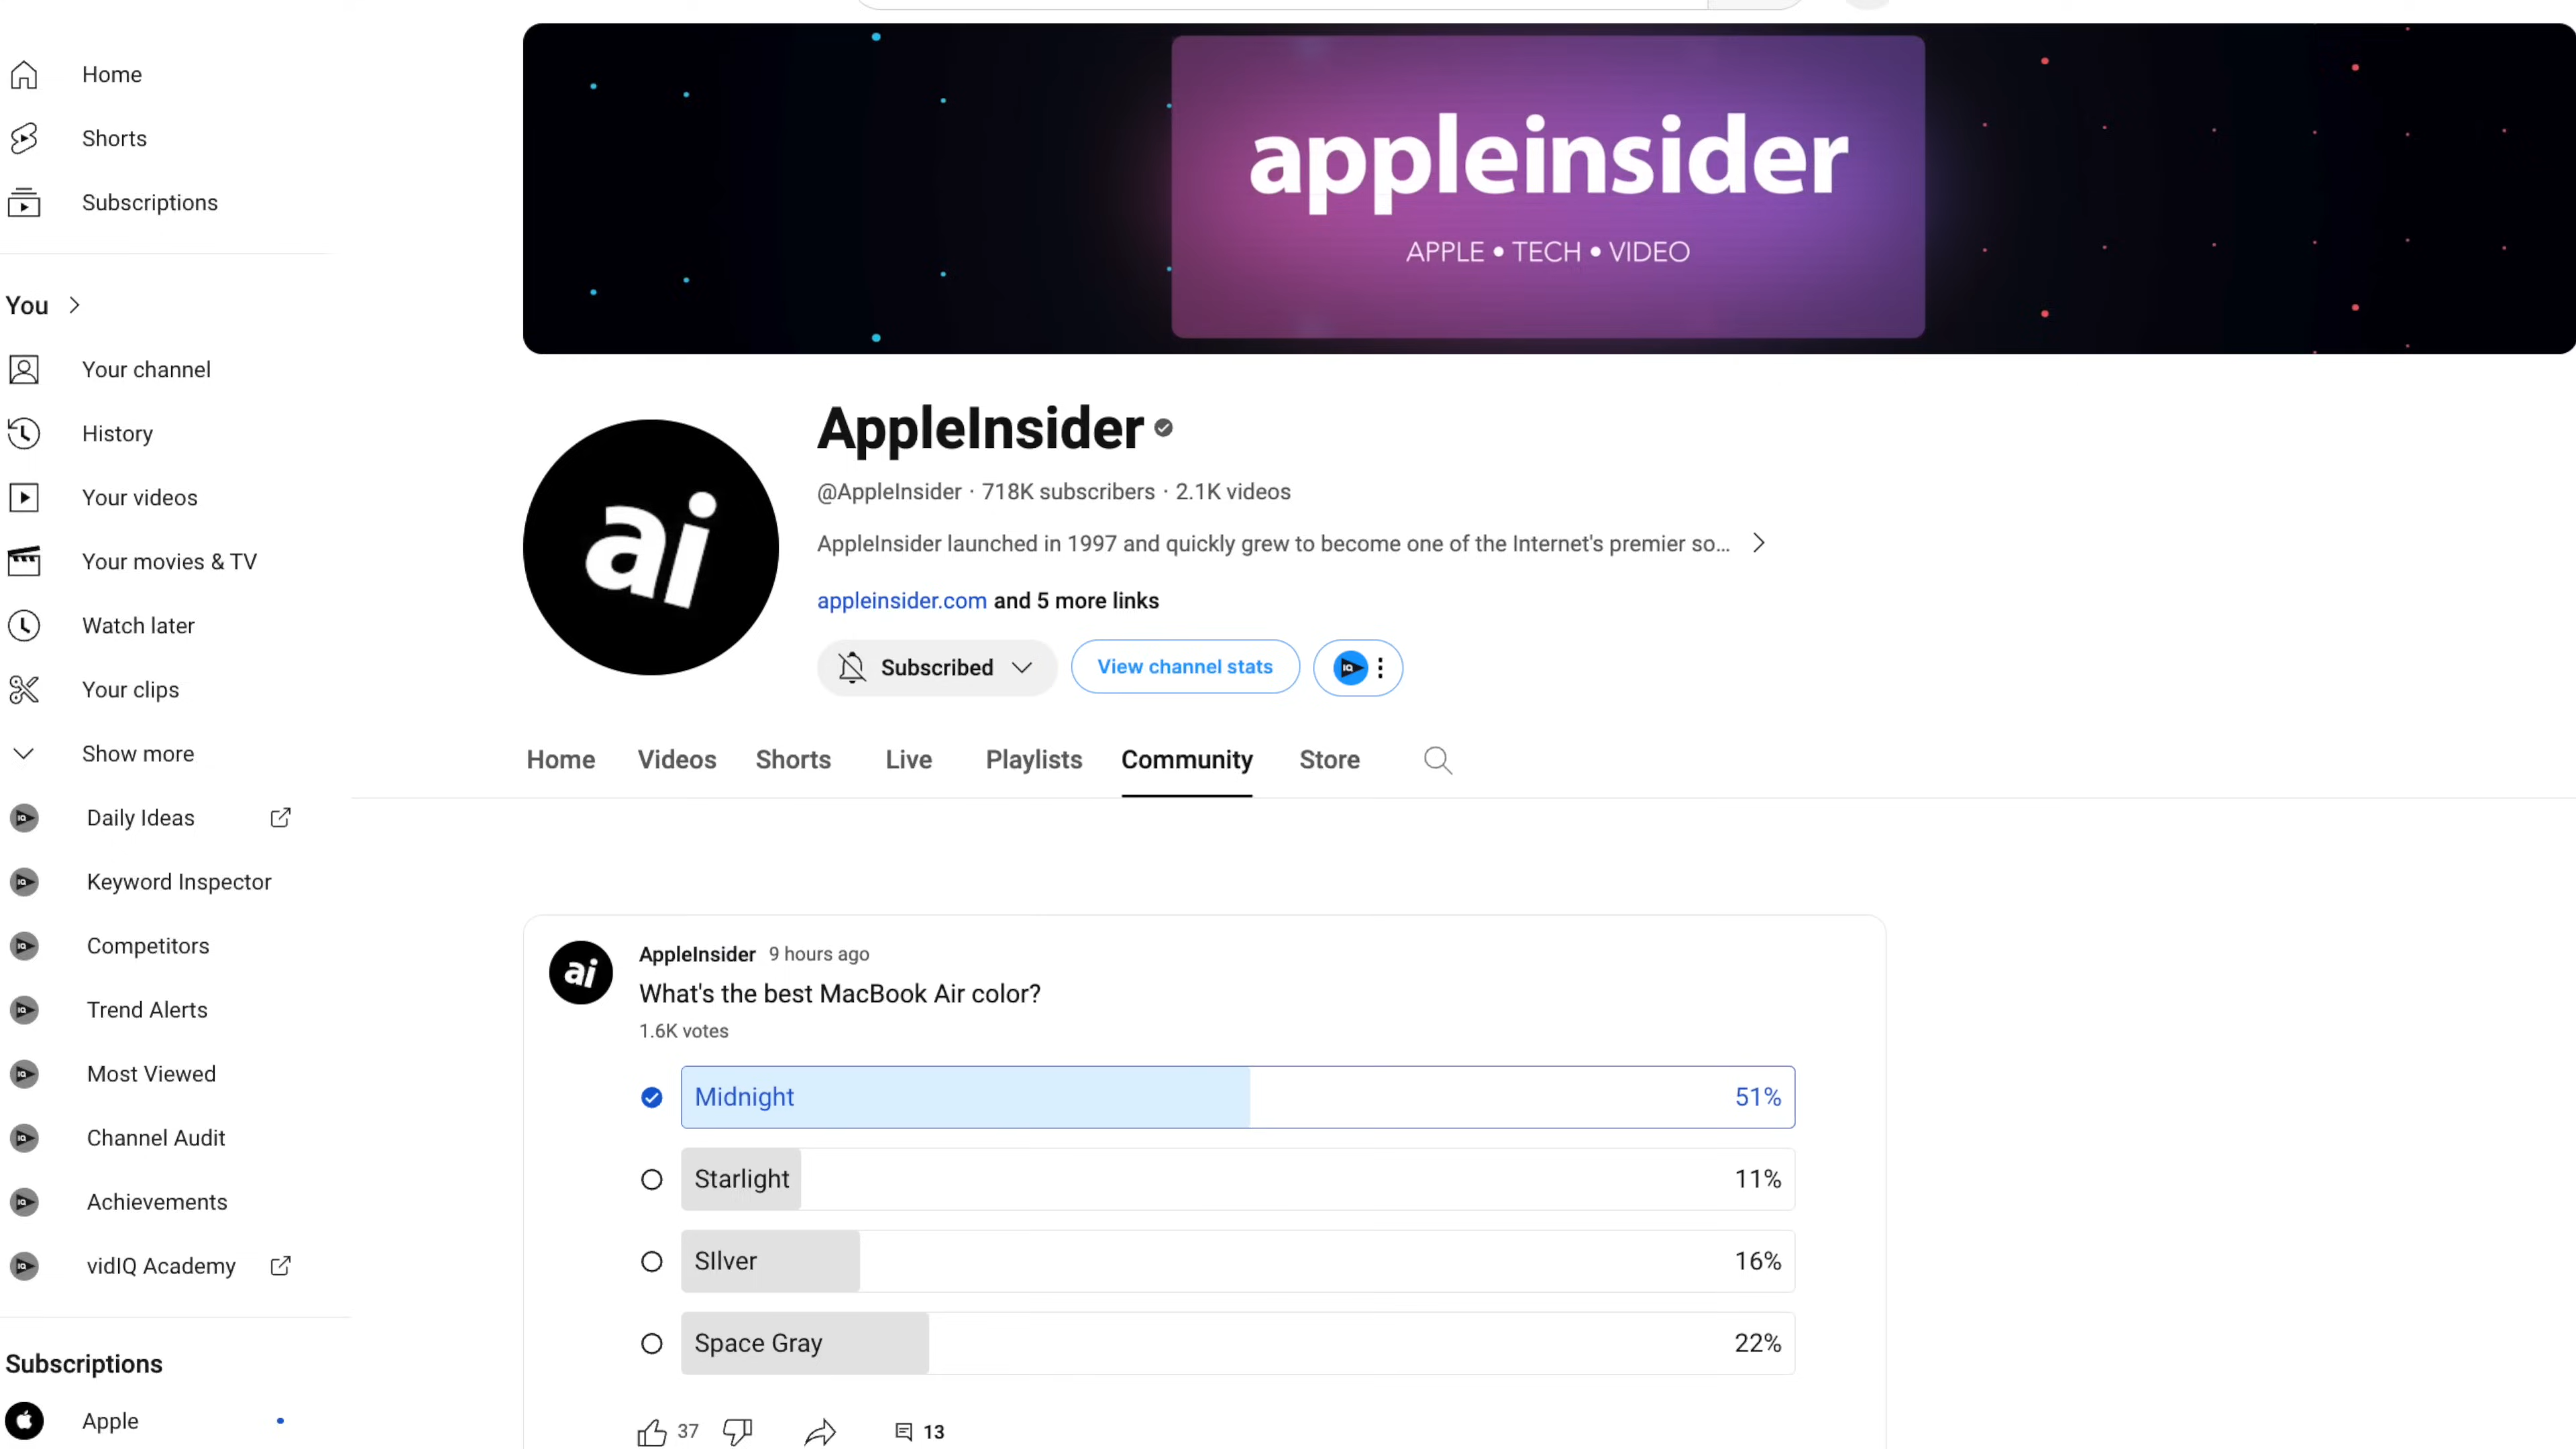 Home
Shorts
Subscriptions
You
Your channel
History
Your videos
Your movies & TV
Watch later
Your clips
Show more
Daily Ideas
Keyword Inspector
Competitors
Trend Alerts
Most Viewed
Channel Audit
Achievements
vidIQ Academy
Subscriptions
Apple
appleinsider
APPLE • TECH • VIDEO
ai
AppleInsider
@AppleInsider · 718K subscribers · 2.1K videos
AppleInsider launched in 1997 and quickly grew to become one of the Internet's premier so...
appleinsider.com and 5 more links
Subscribed View channel stats IQ
Home Videos Shorts Live Playlists Community Store
ai
AppleInsider 9 hours ago
What's the best MacBook Air color?
1.6K votes
Midnight 51%
Starlight 11%
SIlver 16%
Space Gray 22%
37 13